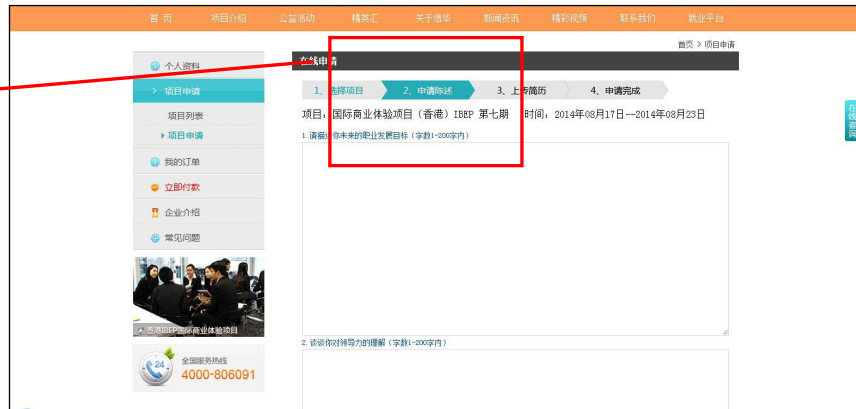 首 页 项目介绍 公益活动 精英汇 关于信华 新闻资讯 精彩视频 联系我们 就业平台
首页 > 项目申请
个人资料
> 项目申请
项目列表
项目申请
我的订单
立即付款
企业介绍
常见问题
香港IBEP国际商业体验项目
24
全国服务热线
4000-806091
在线申请
1、选择项目 2、申请陈述 3、上传简历 4、申请完成
项目：国际商业体验项目（香港）IBEP 第七期 时间：2014年08月17日--2014年08月23日
1.请描述你未来的职业发展目标（字数1-200字内）
2.谈谈你对领导力的理解（字数1-200字内）
在线咨询